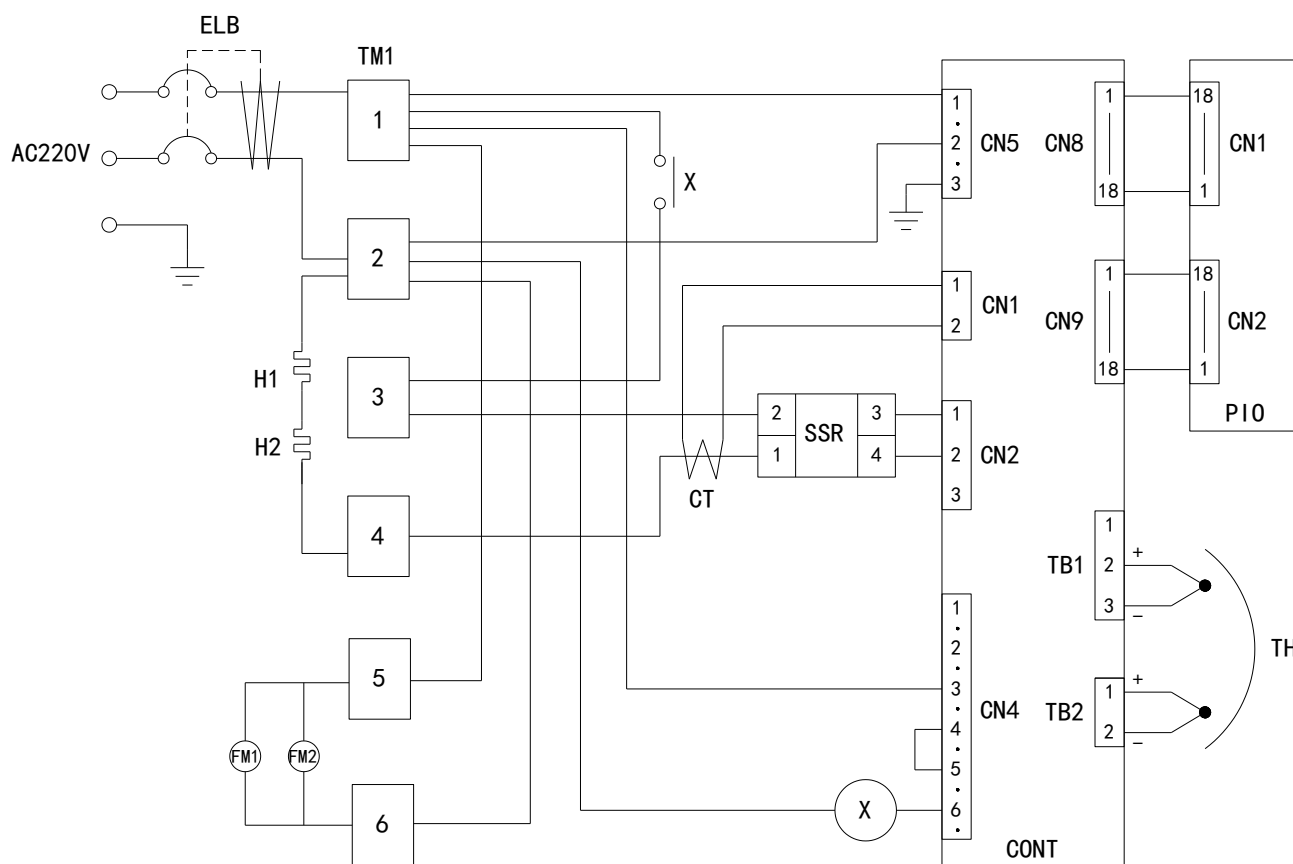 ELB
TM1
AC220V
1
2
3
4
5
6
H1
H2
FM1
FM2
X
CT
2
1
SSR
3
4
X
1
2
3
CN5
1
2
CN1
1
2
3
CN2
1
2
3
4
5
6
CN4
CONT
CN8
1
18
CN9
1
18
18
1
CN1
18
1
CN2
PIO
TB1
1
2
3
+
−
TB2
1
2
+
−
TH